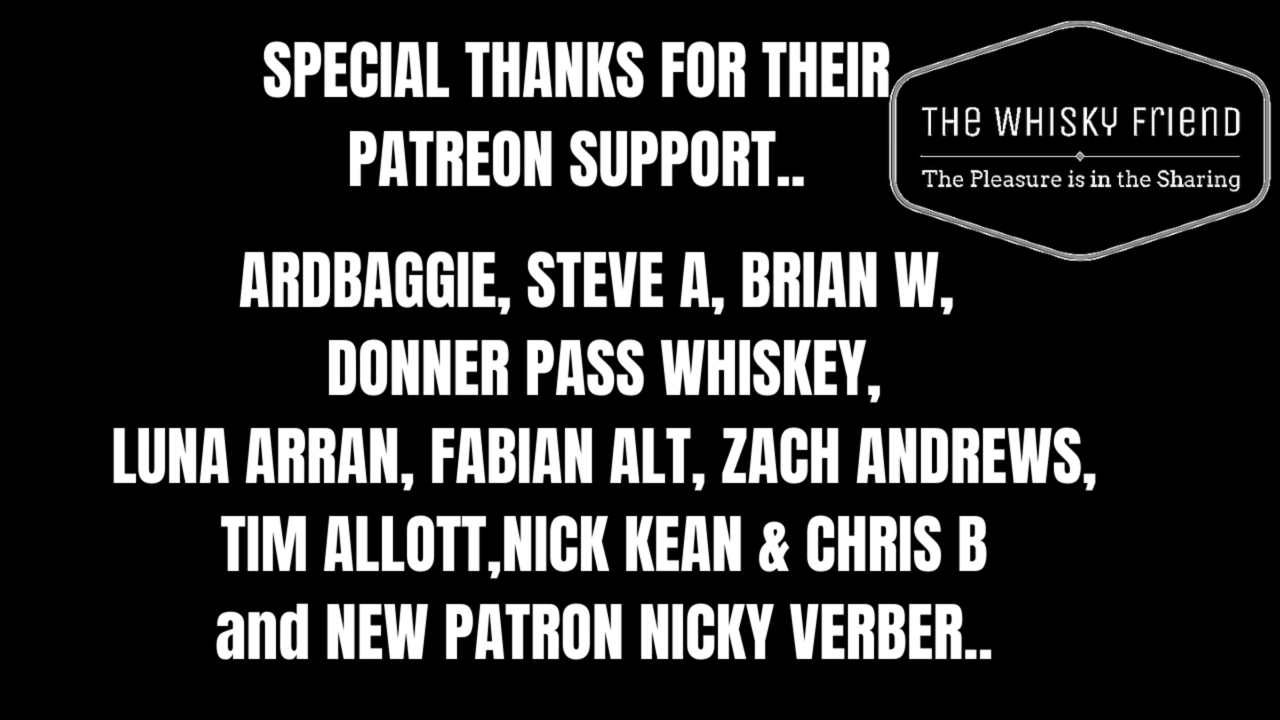 SPECIAL THANKS FOR THEIR
PATREON SUPPORT..
THE WHISKY FRIEND
The Pleasure is in the Sharing
ARDBAGGIE, STEVE A, BRIAN W,
DONNER PASS WHISKEY,
LUNA ARRAN, FABIAN ALT, ZACH ANDREWS,
TIM ALLOTT,NICK KEAN & CHRIS B
and NEW PATRON NICKY VERBER..